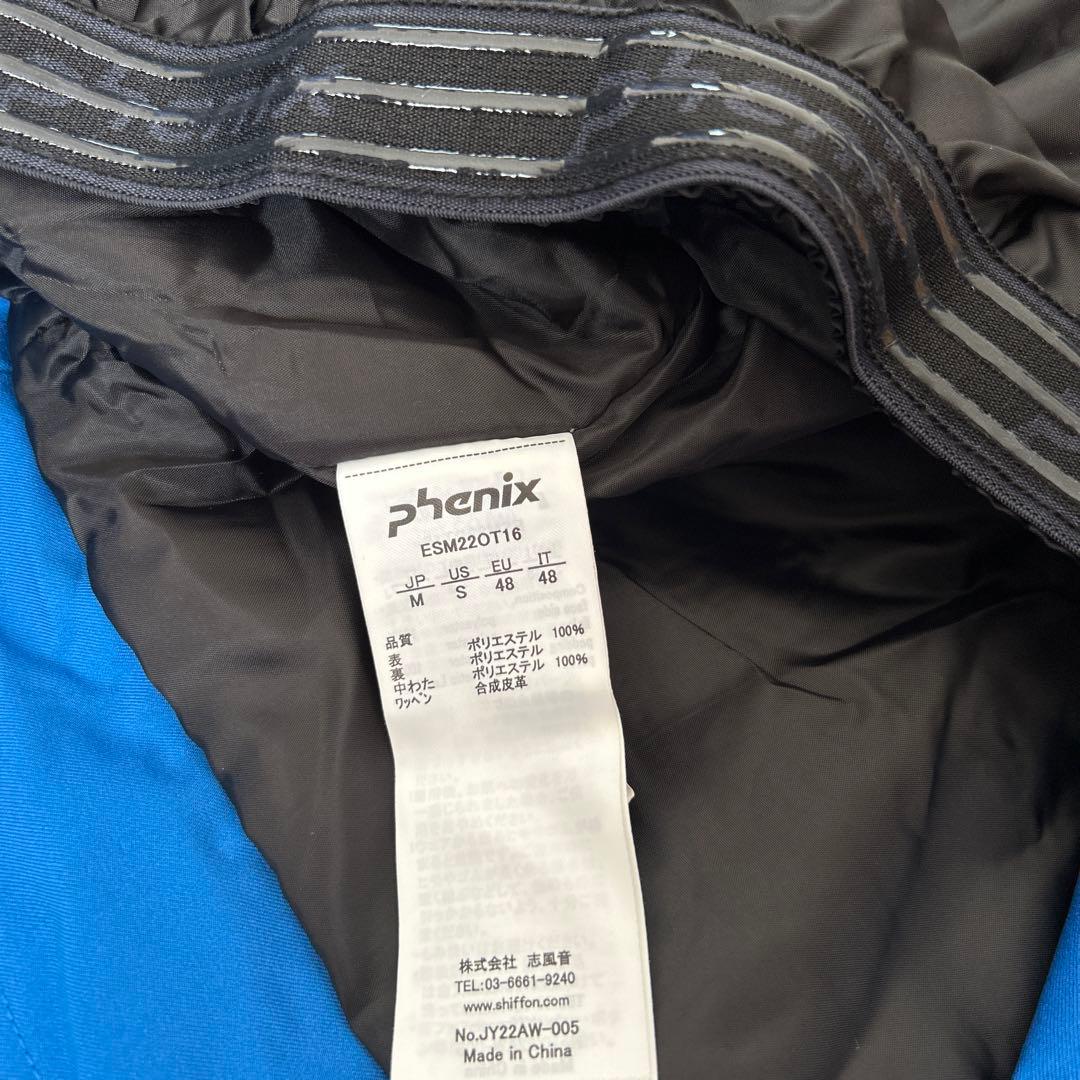 phenix
ESM22OT16
JP US EU IT
M S 48 48
品質
表 ポリエステル 100%
裏 ポリエステル
中わた ポリエステル 100%
ワッペン 合成皮革
株式会社 志風音
TEL:03-6661-9240
www.shiffon.com
No.JY22AW-005
Made in China